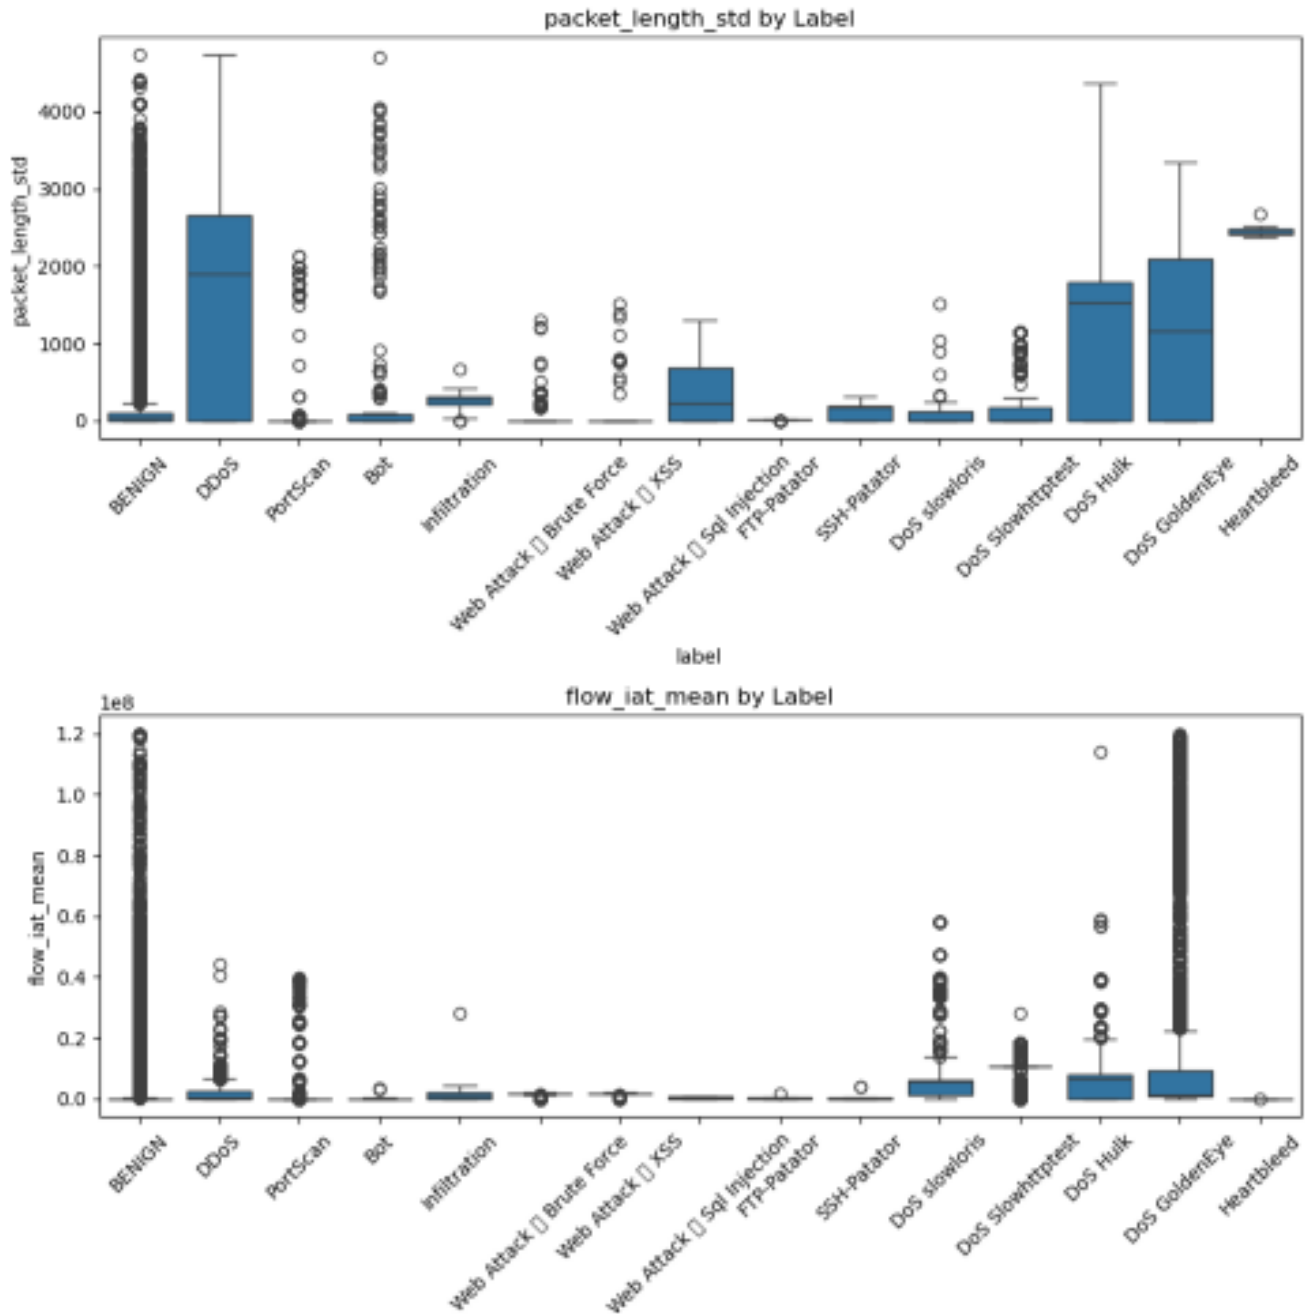 packet_length_std by Label
packet_length_std
4000
3000
2000
1000
0
BENIGN
DDoS
PortScan
Bot
Infiltration
Web Attack ▯ Brute Force
Web Attack ▯ XSS
Web Attack ▯ Sql Injection
FTP-Patator
SSH-Patator
DoS slowloris
DoS Slowhttptest
DoS Hulk
DoS GoldenEye
Heartbleed
label
flow_iat_mean by Label
1e8
flow_iat_mean
1.2
1.0
0.8
0.6
0.4
0.2
0.0
BENIGN
DDoS
PortScan
Bot
Infiltration
Web Attack ▯ Brute Force
Web Attack ▯ XSS
Web Attack ▯ Sql Injection
FTP-Patator
SSH-Patator
DoS slowloris
DoS Slowhttptest
DoS Hulk
DoS GoldenEye
Heartbleed